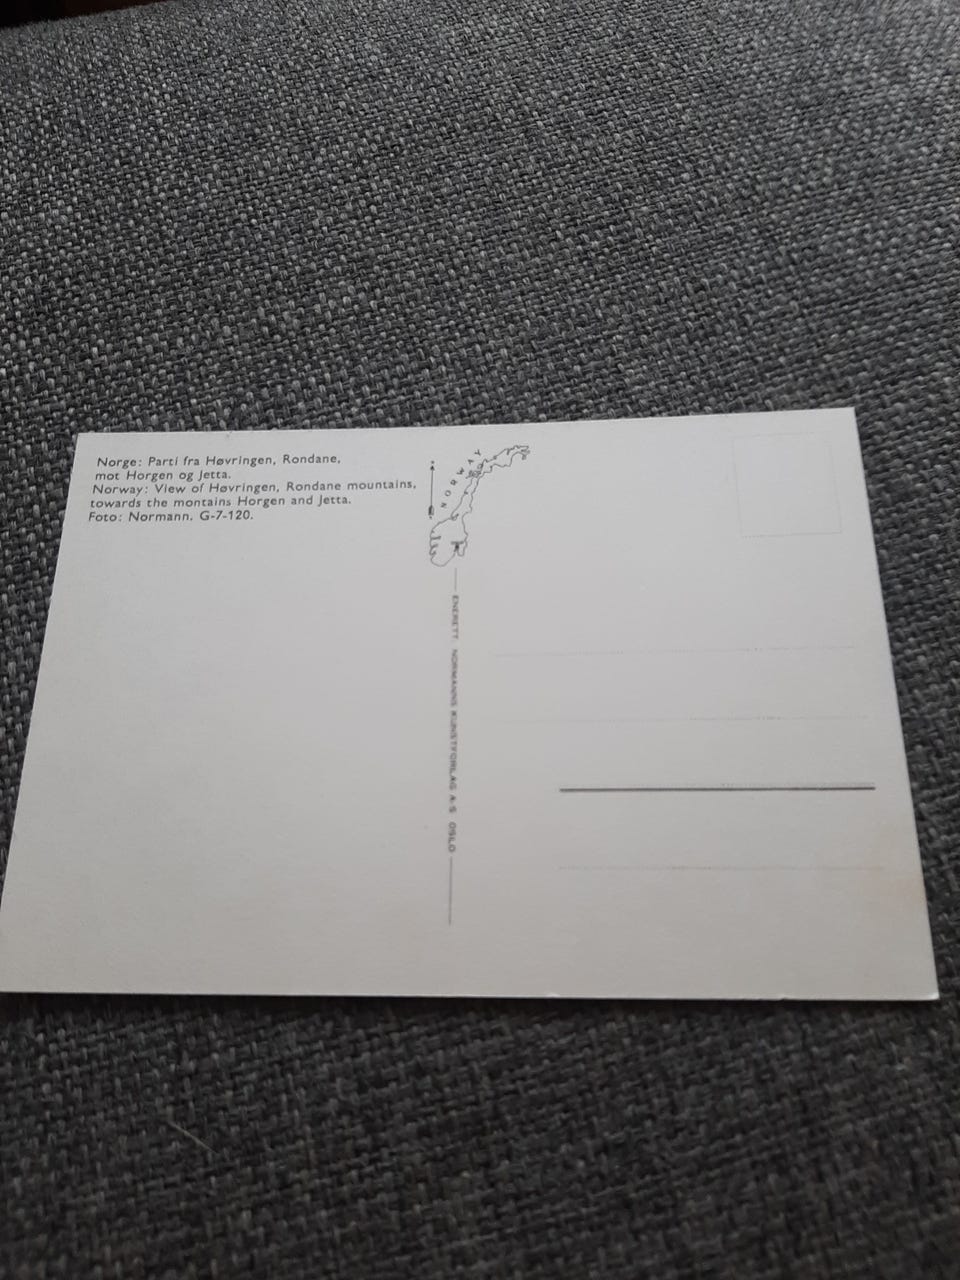 Norge: Parti fra Høvringen, Rondane,
mot Horgen og Jetta.
Norway: View of Høvringen, Rondane mountains,
towards the montains Horgen and Jetta.
Foto: Normann. G-7-120.
NORWAY
ENERETT NORMANNS KUNSTFORLAG A/S OSLO